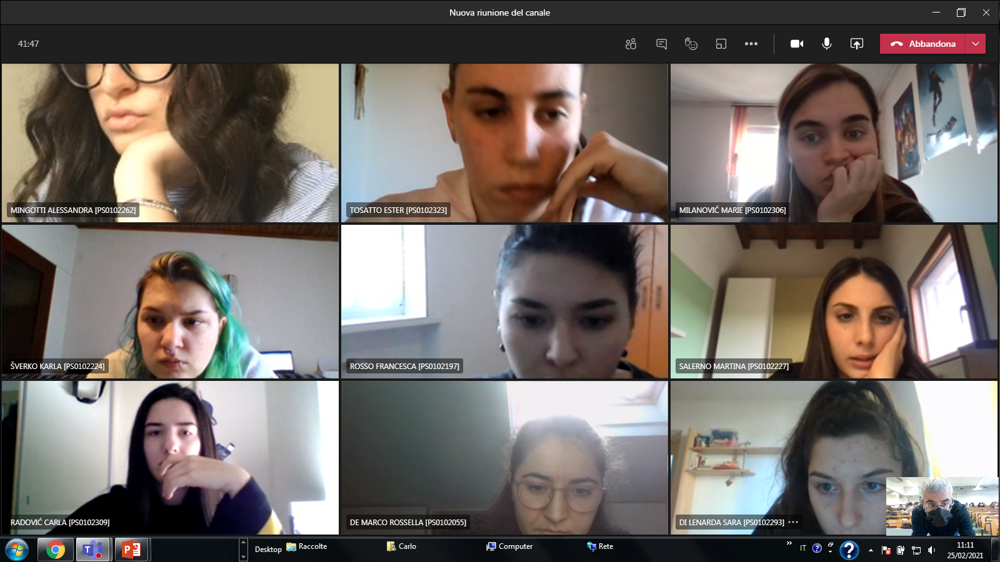 Nuova riunione del canale
41:47
Abbandona
MINGOTTI ALESSANDRA [PS0102262]
TOSATTO ESTER [PS0102323]
MILANOVIĆ MARIE [PS0102306]
ŠVERKO KARLA [PS0102224]
ROSSO FRANCESCA [PS0102197]
SALERNO MARTINA [PS0102227]
RADOVIĆ CARLA [PS0102309]
DE MARCO ROSSELLA [PS0102055]
DI LENARDA SARA [PS0102293] •••
Desktop
Raccolte
Carlo
Computer
Rete
IT
11:11
25/02/2021